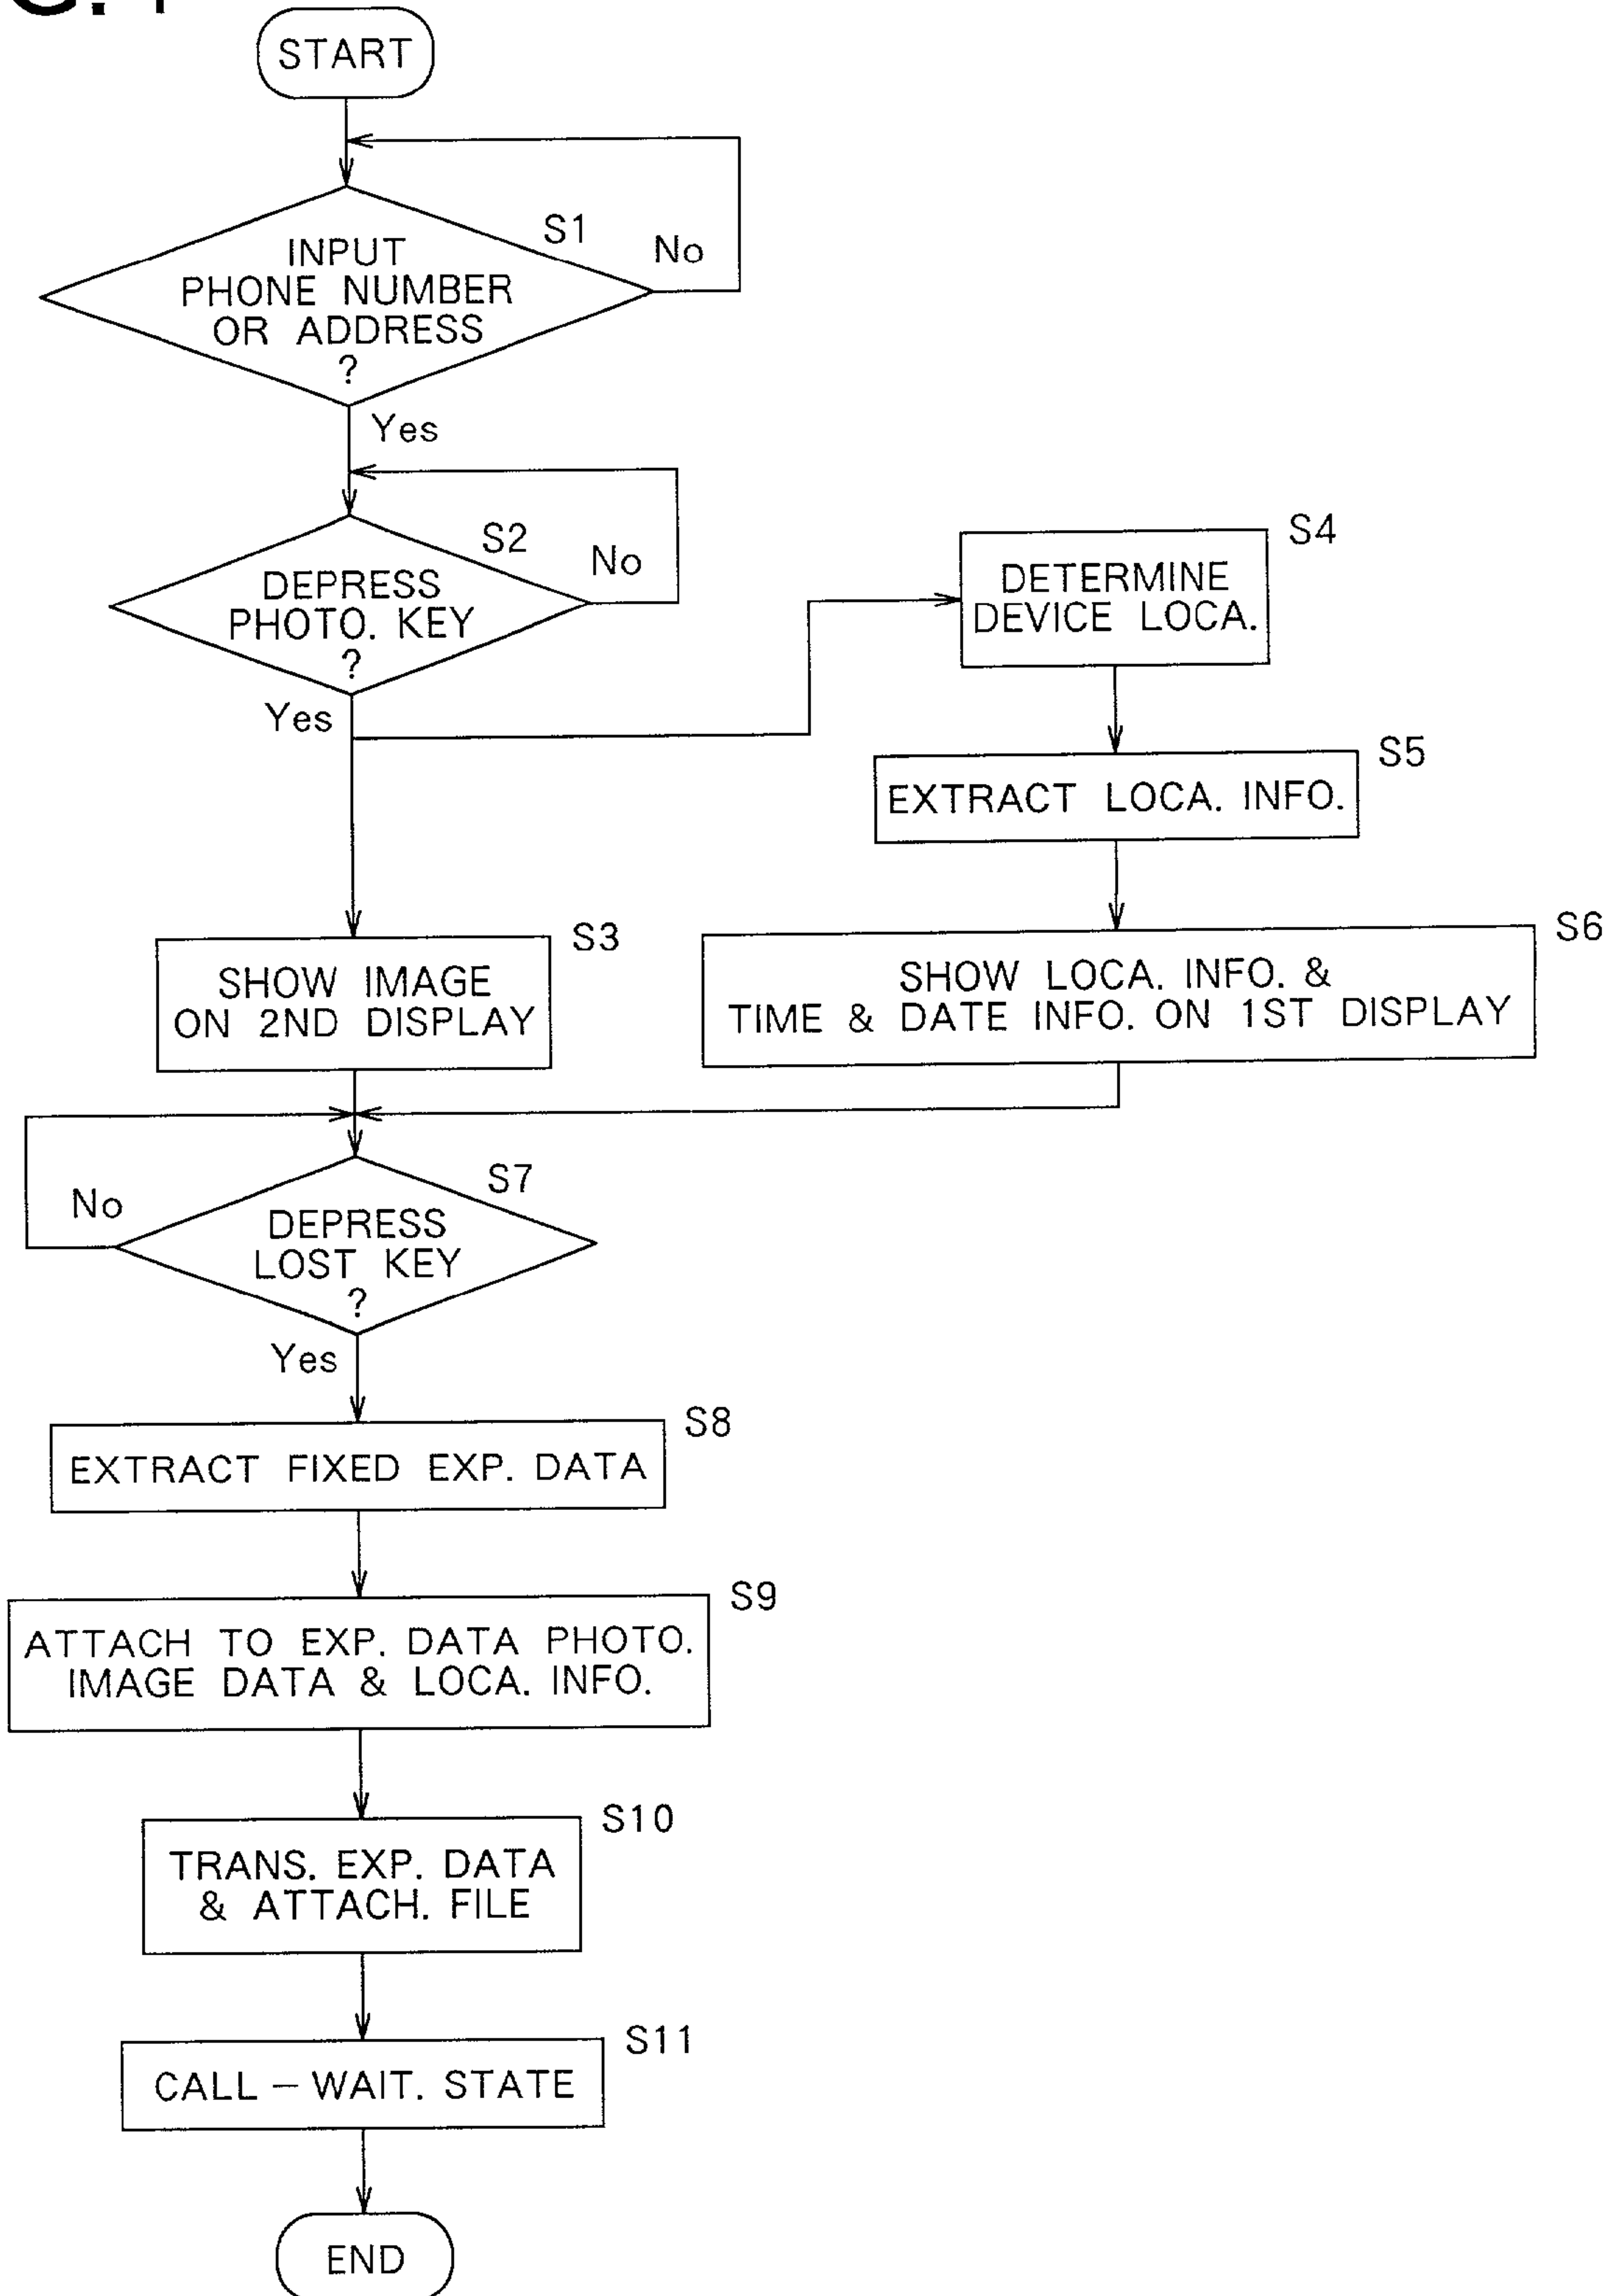 START
S1
No
INPUT
PHONE NUMBER
OR ADDRESS
?
Yes
S2
No
DEPRESS
PHOTO. KEY
?
Yes
S4
DETERMINE
DEVICE LOCA.
S5
EXTRACT LOCA. INFO.
S3
SHOW IMAGE
ON 2ND DISPLAY
S6
SHOW LOCA. INFO. &
TIME & DATE INFO. ON 1ST DISPLAY
S7
No
DEPRESS
LOST KEY
?
Yes
S8
EXTRACT FIXED EXP. DATA
S9
ATTACH TO EXP. DATA PHOTO.
IMAGE DATA & LOCA. INFO.
S10
TRANS. EXP. DATA
& ATTACH. FILE
S11
CALL – WAIT. STATE
END